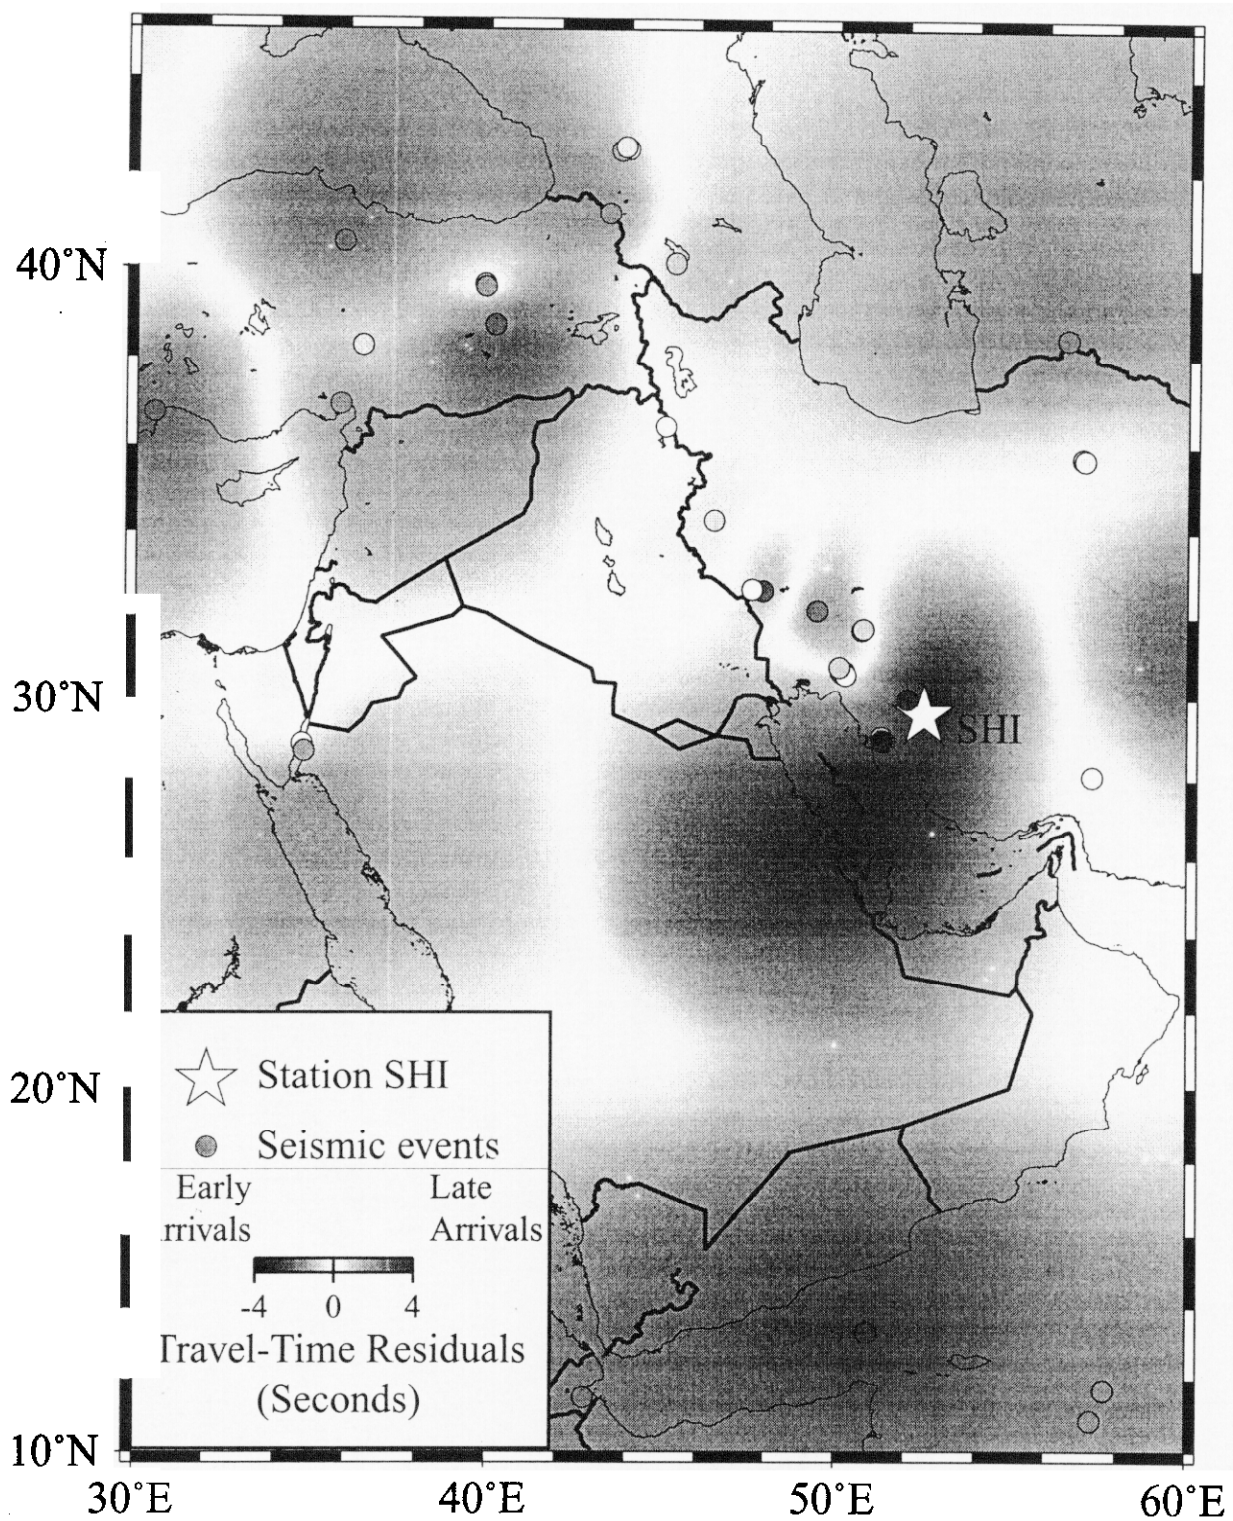 40°N
30°N
SHI
20°N
Station SHI
Seismic events
Early Late
rrivals Arrivals
-4 0 4
Travel-Time Residuals
(Seconds)
10°N
30°E 40°E 50°E 60°E